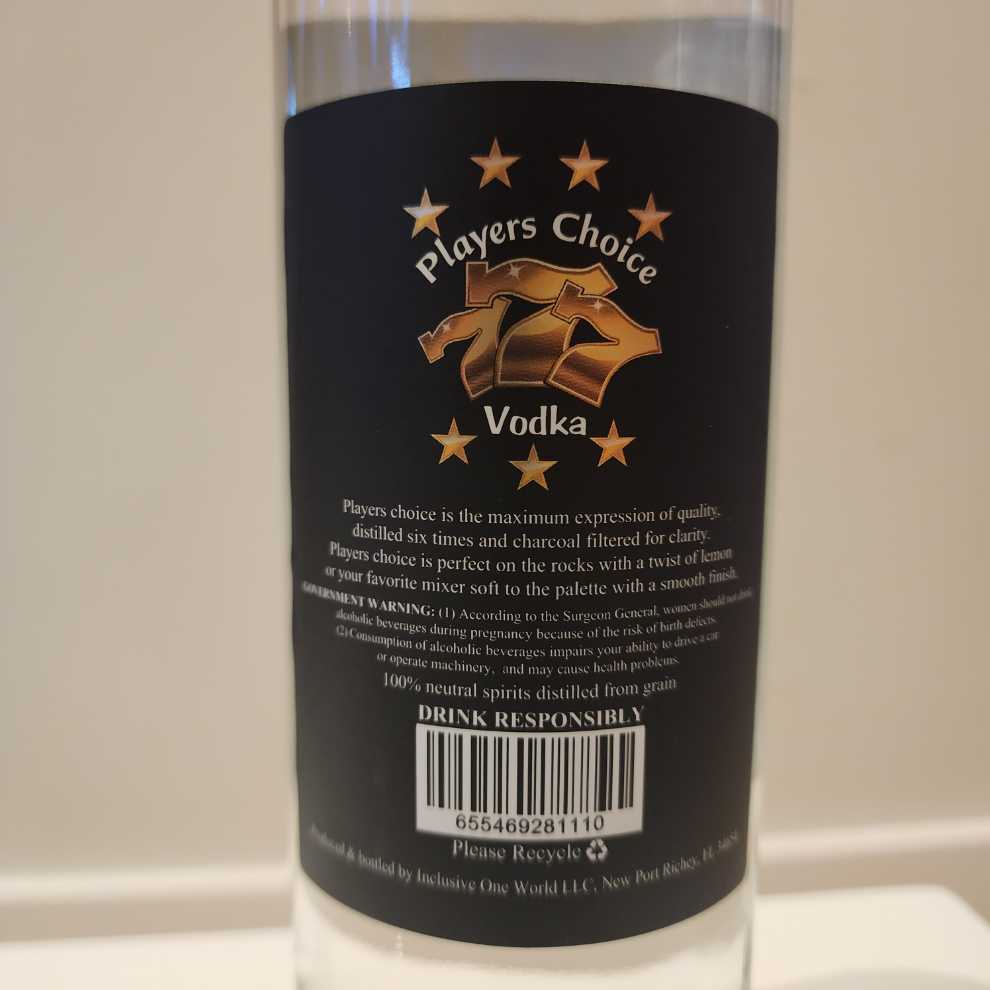 Players Choice
777
Vodka
Players choice is the maximum expression of quality,
distilled six times and charcoal filtered for clarity.
Players choice is perfect on the rocks with a twist of lemon
or your favorite mixer soft to the palette with a smooth finish.
GOVERNMENT WARNING: (1) According to the Surgeon General, women should not drink
alcoholic beverages during pregnancy because of the risk of birth defects.
(2) Consumption of alcoholic beverages impairs your ability to drive a car
or operate machinery, and may cause health problems.
100% neutral spirits distilled from grain
DRINK RESPONSIBLY
655469281110
Please Recycle
& bottled by Inclusive One World LLC, New Port Richey, FL